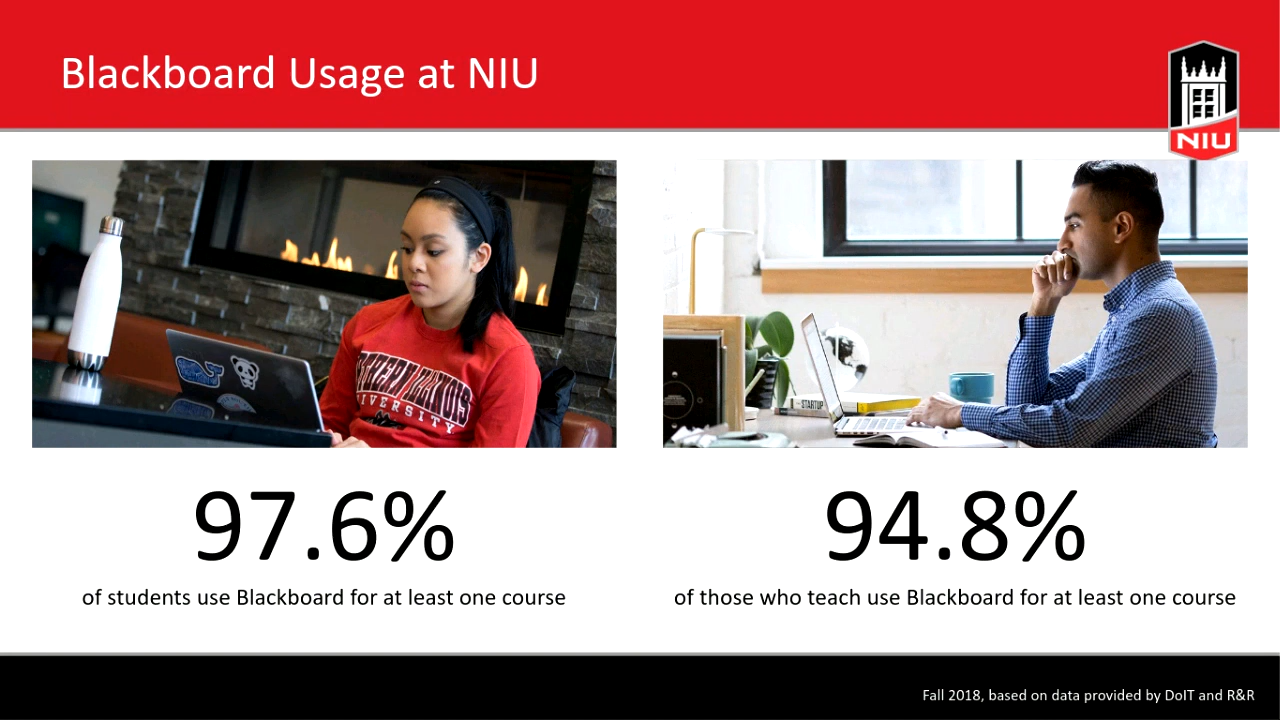 Blackboard Usage at NIU
NIU
UNIVERSITY
STARTUP
97.6%
94.8%
of students use Blackboard for at least one course
of those who teach use Blackboard for at least one course
Fall 2018, based on data provided by DoIT and R&R